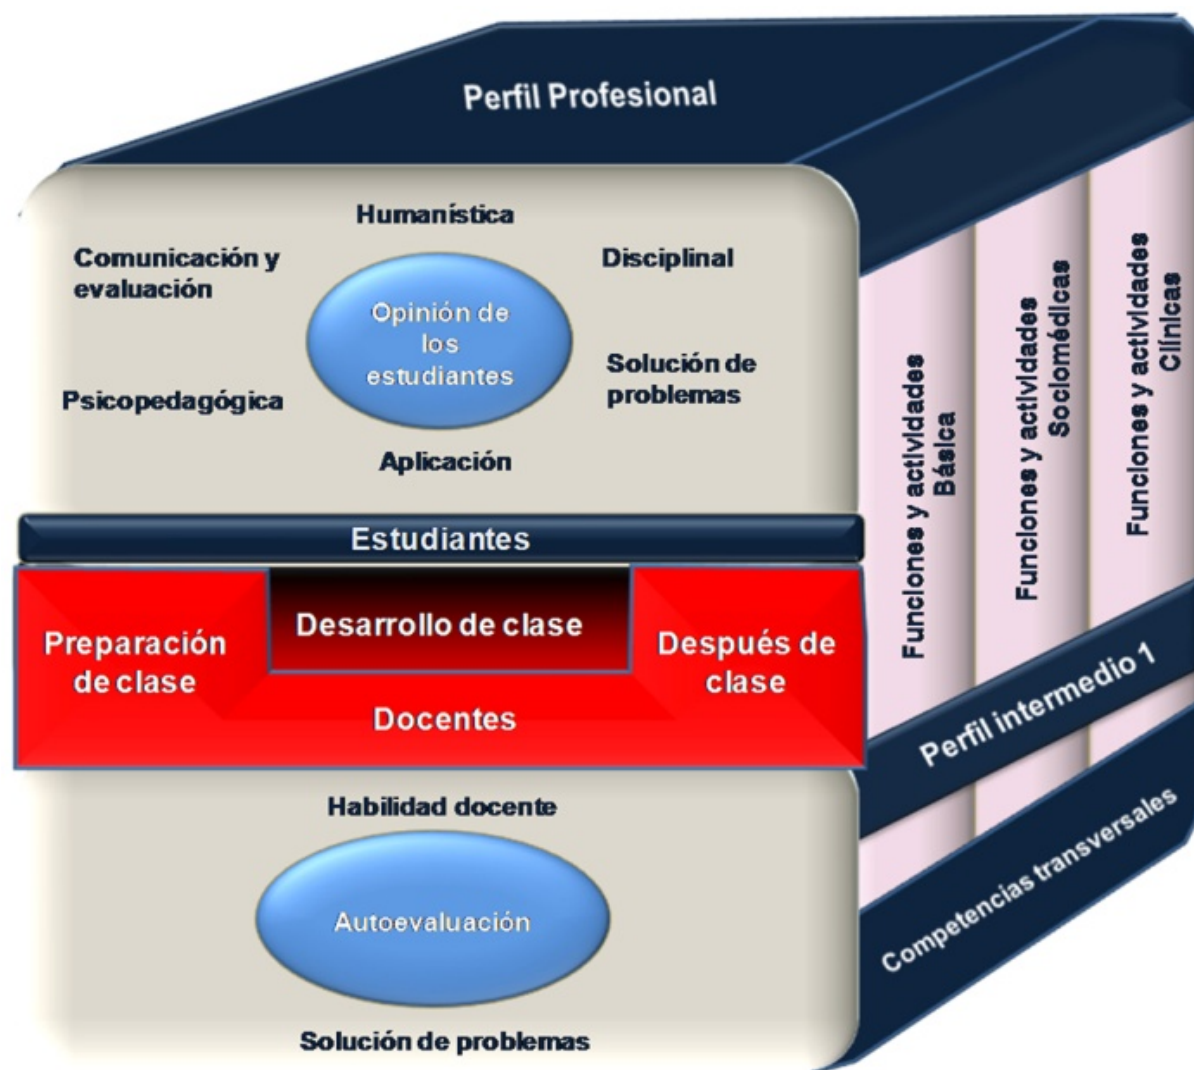 Perfil Profesional
Humanística
Comunicación y
evaluación
Disciplinal
Opinión de
los
estudiantes
Psicopedagógica
Solución de
problemas
Aplicación
Estudiantes
Preparación
de clase
Desarrollo de clase
Después de
clase
Docentes
Habilidad docente
Autoevaluación
Solución de problemas
Funciones y actividades
Básica
Funciones y actividades
Sociomédicas
Funciones y actividades
Clínicas
Perfil intermedio 1
Competencias transversales